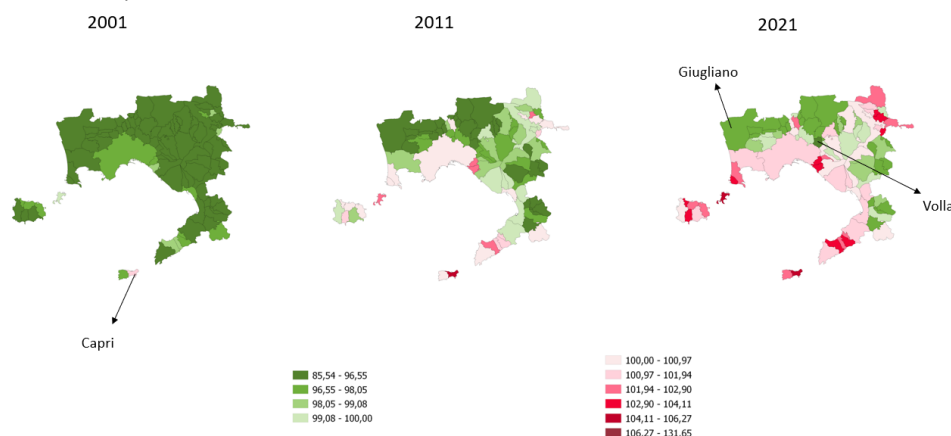 2001
2011
2021
Giugliano
Volla
Capri
85,54 - 96,55
96,55 - 98,05
98,05 - 99,08
99,08 - 100,00
100,00 - 100,97
100,97 - 101,94
101,94 - 102,90
102,90 - 104,11
104,11 - 106,27
106,27 - 131,65